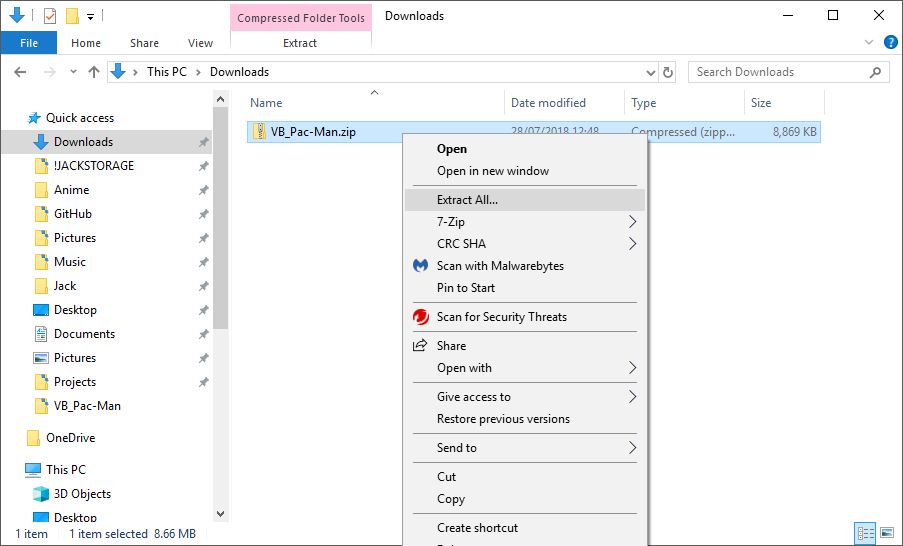 Compressed Folder Tools
Downloads
File
Home
Share
View
Extract
This PC
Downloads
Search Downloads
Name
Date modified
Type
Size
VB_Pac-Man.zip
28/07/2018 12:48
Compressed (zipp...
8,869 KB
Quick access
Downloads
!JACKSTORAGE
Anime
GitHub
Pictures
Music
Jack
Desktop
Documents
Pictures
Projects
VB_Pac-Man
OneDrive
This PC
3D Objects
Desktop
Open
Open in new window
Extract All...
7-Zip
CRC SHA
Scan with Malwarebytes
Pin to Start
Scan for Security Threats
Share
Open with
Give access to
Restore previous versions
Send to
Cut
Copy
Create shortcut
1 item
1 item selected 8.66 MB